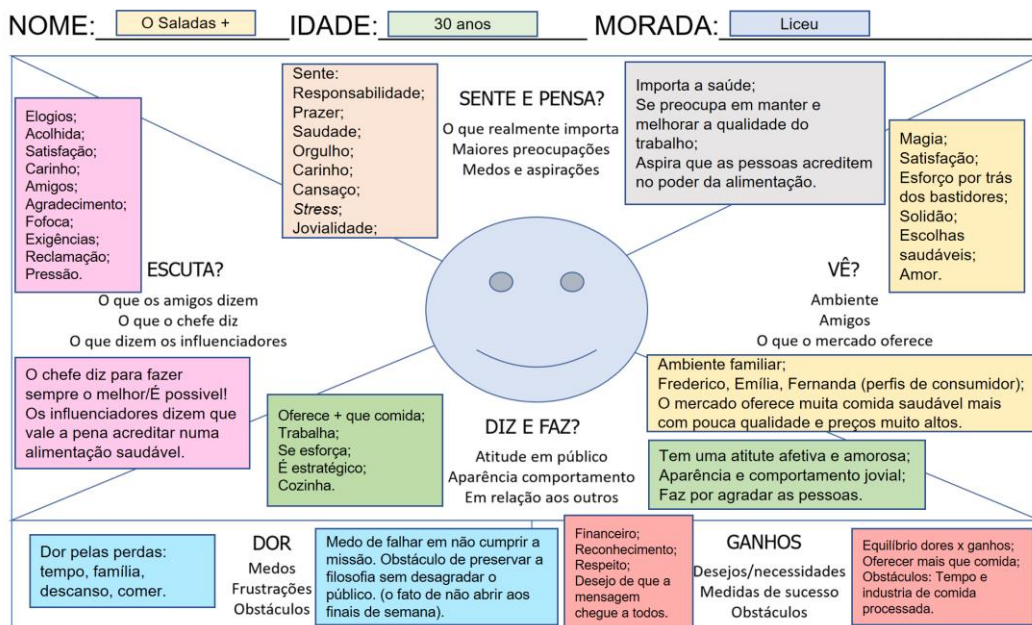 NOME: O Saladas + IDADE: 30 anos MORADA: Liceu
Elogios;
Acolhida;
Satisfação;
Carinho;
Amigos;
Agradecimento;
Fofoca;
Exigências;
Reclamação;
Pressão.
ESCUTA?
O que os amigos dizem
O que o chefe diz
O que dizem os influenciadores
O chefe diz para fazer
sempre o melhor/É possivel!
Os influenciadores dizem que
vale a pena acreditar numa
alimentação saudável.
Sente:
Responsabilidade;
Prazer;
Saudade;
Orgulho;
Carinho;
Cansaço;
Stress;
Jovialidade;
SENTE E PENSA?
O que realmente importa
Maiores preocupações
Medos e aspirações
Importa a saúde;
Se preocupa em manter e
melhorar a qualidade do
trabalho;
Aspira que as pessoas acreditem
no poder da alimentação.
Magia;
Satisfação;
Esforço por trás
dos bastidores;
Solidão;
Escolhas
saudáveis;
Amor.
VÊ?
Ambiente
Amigos
O que o mercado oferece
Ambiente familiar;
Frederico, Emília, Fernanda (perfis de consumidor);
O mercado oferece muita comida saudável mais
com pouca qualidade e preços muito altos.
Oferece + que comida;
Trabalha;
Se esforça;
É estratégico;
Cozinha.
DIZ E FAZ?
Atitude em público
Aparência comportamento
Em relação aos outros
Tem uma atitute afetiva e amorosa;
Aparência e comportamento jovial;
Faz por agradar as pessoas.
Dor pelas perdas:
tempo, família,
descanso, comer.
DOR
Medos
Frustrações
Obstáculos
Medo de falhar em não cumprir a
missão. Obstáculo de preservar a
filosofia sem desagradar o
público. (o fato de não abrir aos
finais de semana).
Financeiro;
Reconhecimento;
Respeito;
Desejo de que a
mensagem
chegue a todos.
GANHOS
Desejos/necessidades
Medidas de sucesso
Obstáculos
Equilíbrio dores x ganhos;
Oferecer mais que comida;
Obstáculos: Tempo e
industria de comida
processada.